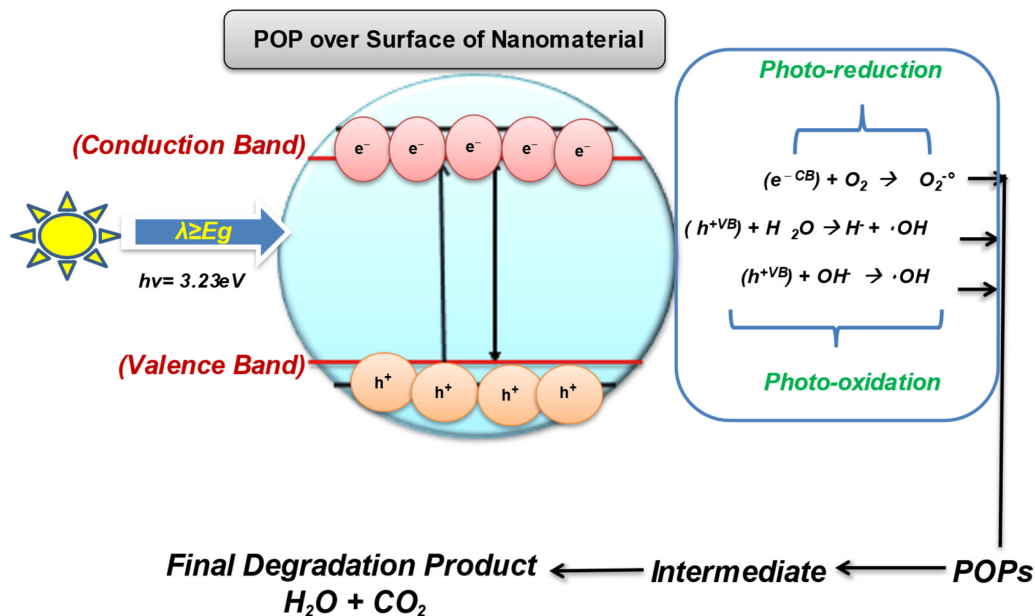 POP over Surface of Nanomaterial
Photo-reduction
(Conduction Band)
e⁻ e⁻ e⁻ e⁻ e⁻
(e⁻ CB) + O₂ → O₂⁻°
λ≥Eg
(h⁺VB) + H ₂O → H⁻ + ·OH
hν= 3.23eV
(h⁺VB) + OH⁻ → ·OH
(Valence Band)
h⁺ h⁺ h⁺ h⁺
Photo-oxidation
Final Degradation Product
H₂O + CO₂
Intermediate
POPs